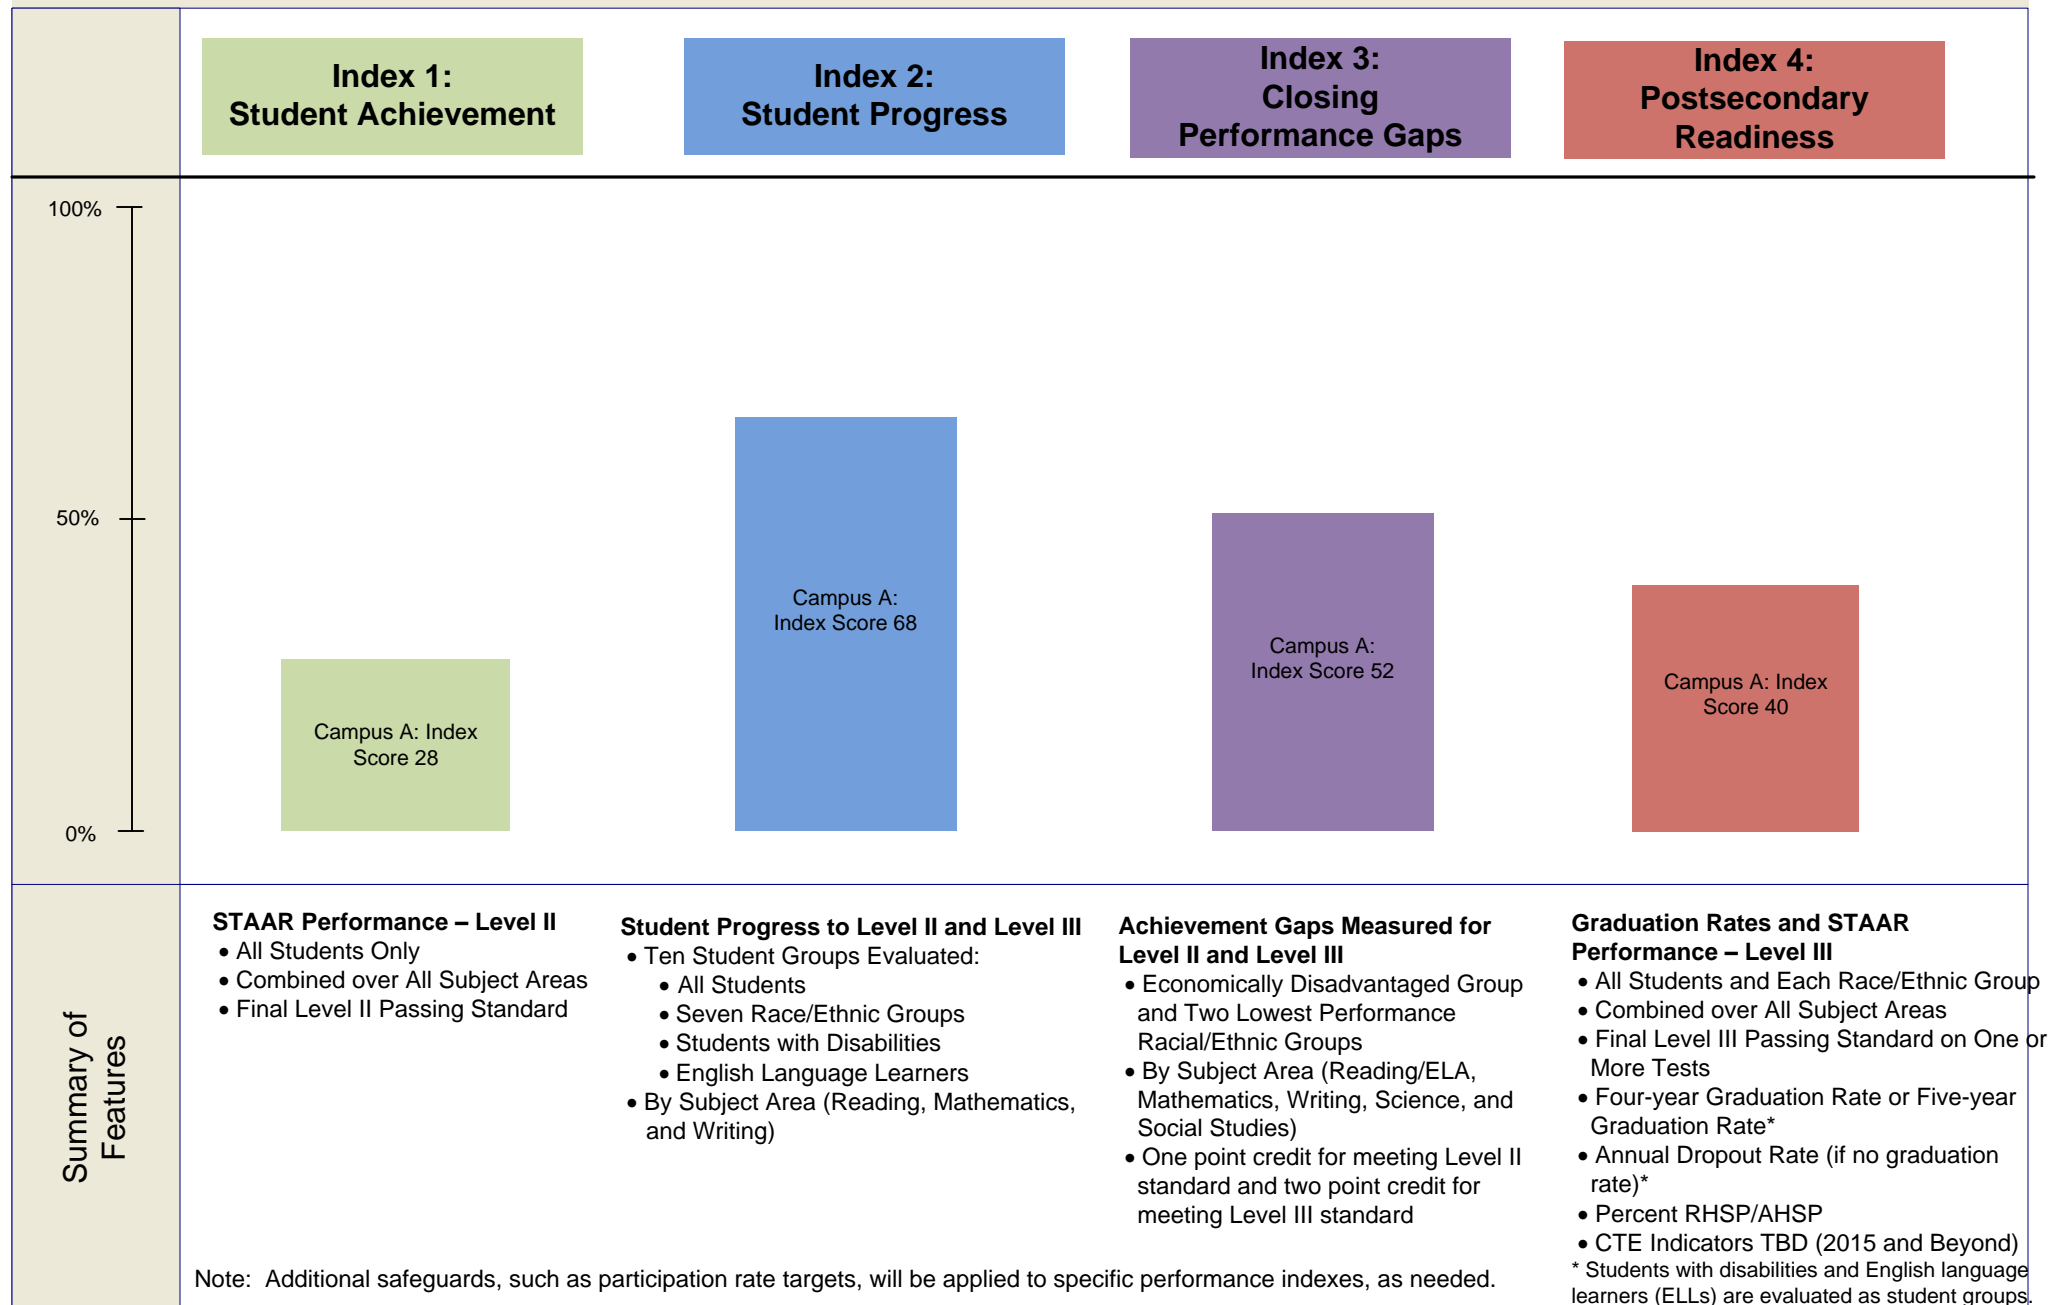 Index 1:
Student Achievement
Index 2:
Student Progress
Index 3:
Closing
Performance Gaps
Index 4:
Postsecondary
Readiness
100%
50%
0%
Campus A: Index
Score 28
Campus A:
Index Score 68
Campus A:
Index Score 52
Campus A: Index
Score 40
Summary of
Features
STAAR Performance – Level II
• All Students Only
• Combined over All Subject Areas
• Final Level II Passing Standard
Student Progress to Level II and Level III
• Ten Student Groups Evaluated:
• All Students
• Seven Race/Ethnic Groups
• Students with Disabilities
• English Language Learners
• By Subject Area (Reading, Mathematics,
and Writing)
Achievement Gaps Measured for
Level II and Level III
• Economically Disadvantaged Group
and Two Lowest Performance
Racial/Ethnic Groups
• By Subject Area (Reading/ELA,
Mathematics, Writing, Science, and
Social Studies)
• One point credit for meeting Level II
standard and two point credit for
meeting Level III standard
Graduation Rates and STAAR
Performance – Level III
• All Students and Each Race/Ethnic Group
• Combined over All Subject Areas
• Final Level III Passing Standard on One or
More Tests
• Four-year Graduation Rate or Five-year
Graduation Rate*
• Annual Dropout Rate (if no graduation
rate)*
• Percent RHSP/AHSP
• CTE Indicators TBD (2015 and Beyond)
* Students with disabilities and English language
learners (ELLs) are evaluated as student groups.
Note: Additional safeguards, such as participation rate targets, will be applied to specific performance indexes, as needed.